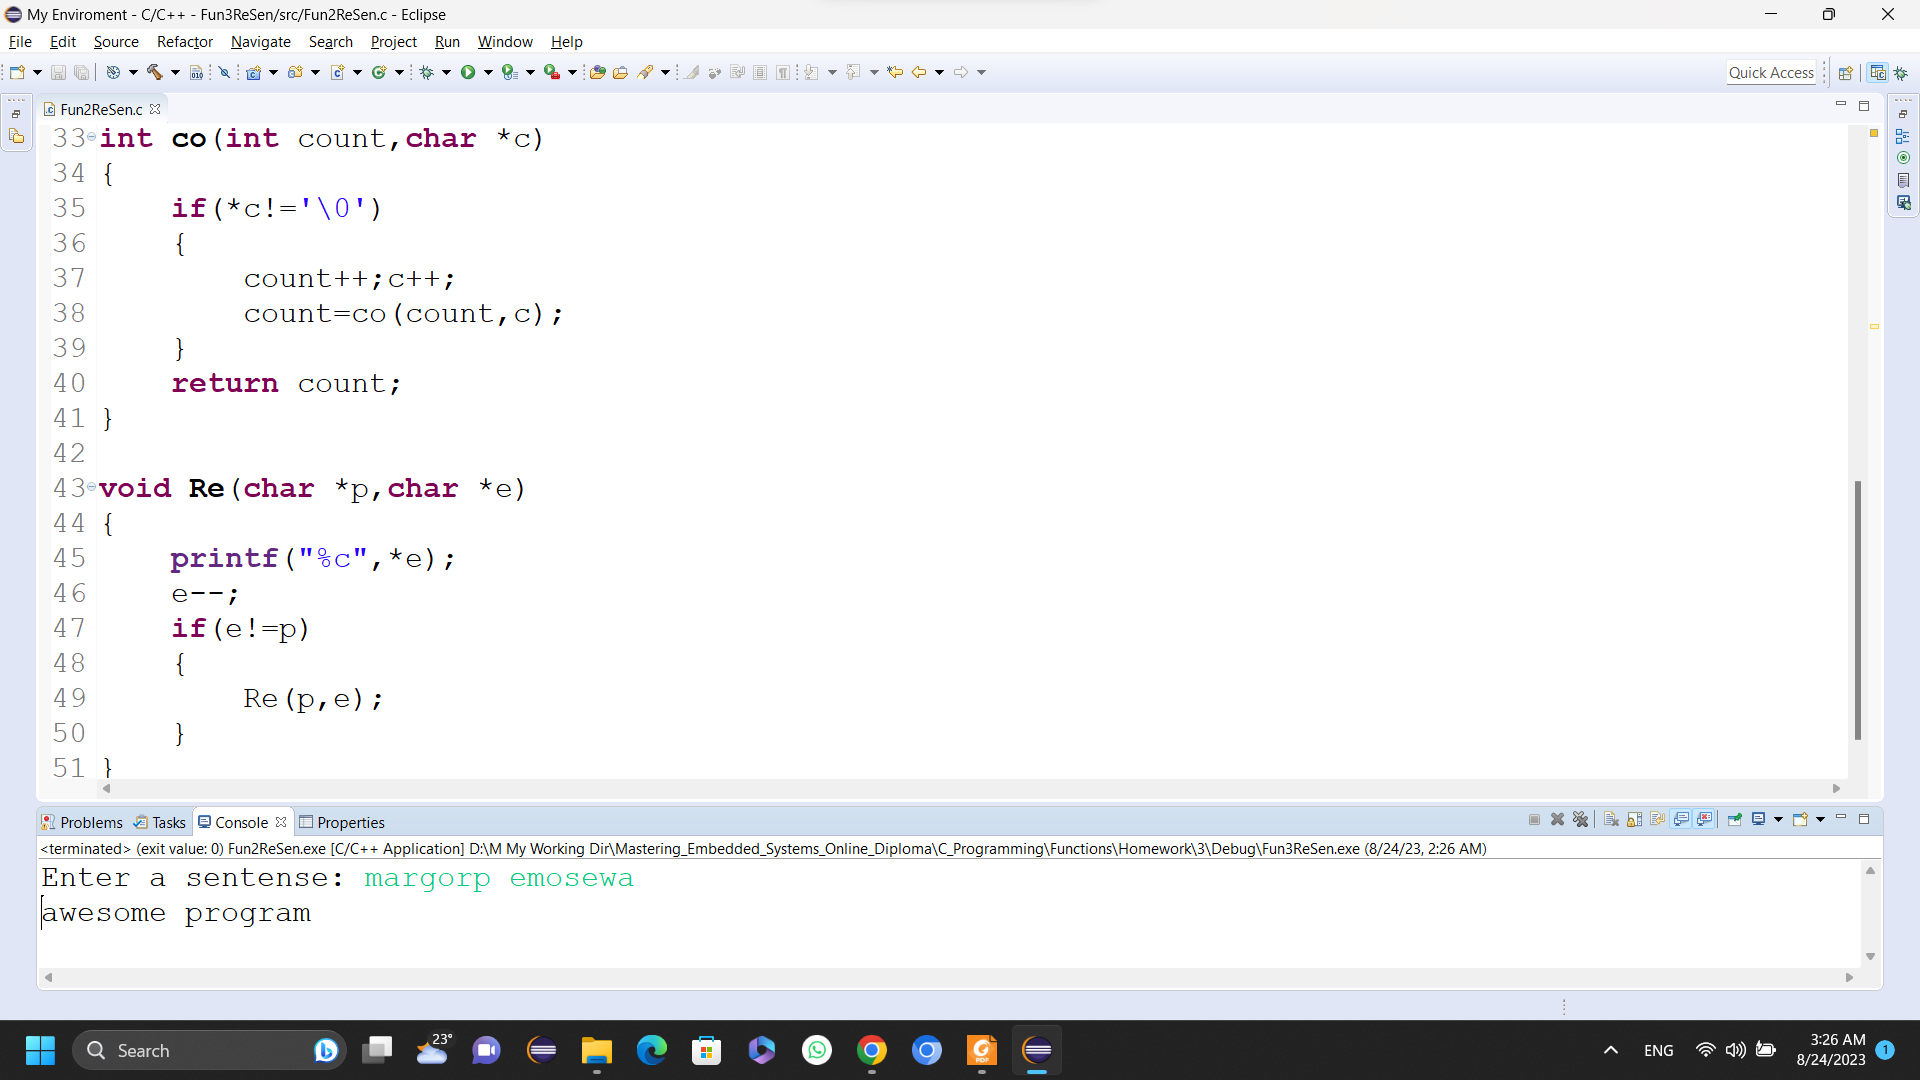 My Enviroment - C/C++ - Fun3ReSen/src/Fun2ReSen.c - Eclipse
File Edit Source Refactor Navigate Search Project Run Window Help
Quick Access
Fun2ReSen.c
33 int co(int count,char *c)
34 {
35 if(*c!='\0')
36 {
37 count++;c++;
38 count=co(count,c);
39 }
40 return count;
41 }
42
43 void Re(char *p,char *e)
44 {
45 printf("%c",*e);
46 e--;
47 if(e!=p)
48 {
49 Re(p,e);
50 }
51 }
Problems Tasks Console Properties
<terminated> (exit value: 0) Fun2ReSen.exe [C/C++ Application] D:\M My Working Dir\Mastering_Embedded_Systems_Online_Diploma\C_Programming\Functions\Homework\3\Debug\Fun3ReSen.exe (8/24/23, 2:26 AM)
Enter a sentense: margorp emosewa
awesome program
Search 23° ENG 3:26 AM 1
8/24/2023